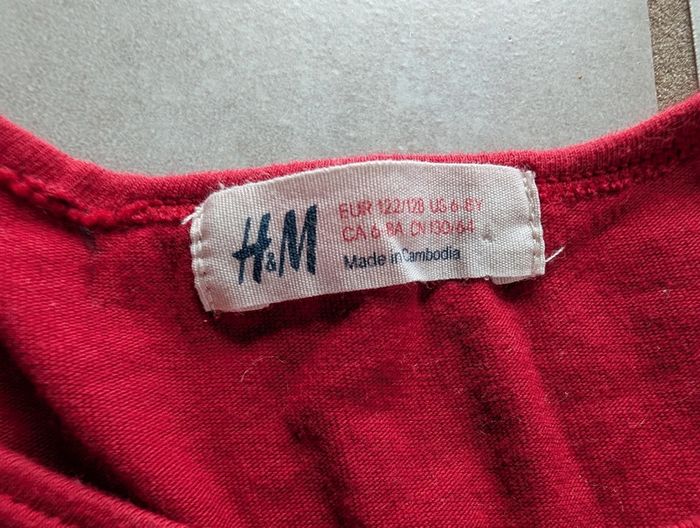 H&M
EUR 122/128 US 6-8Y
CA 6-8A CN 130/64
Made in Cambodia